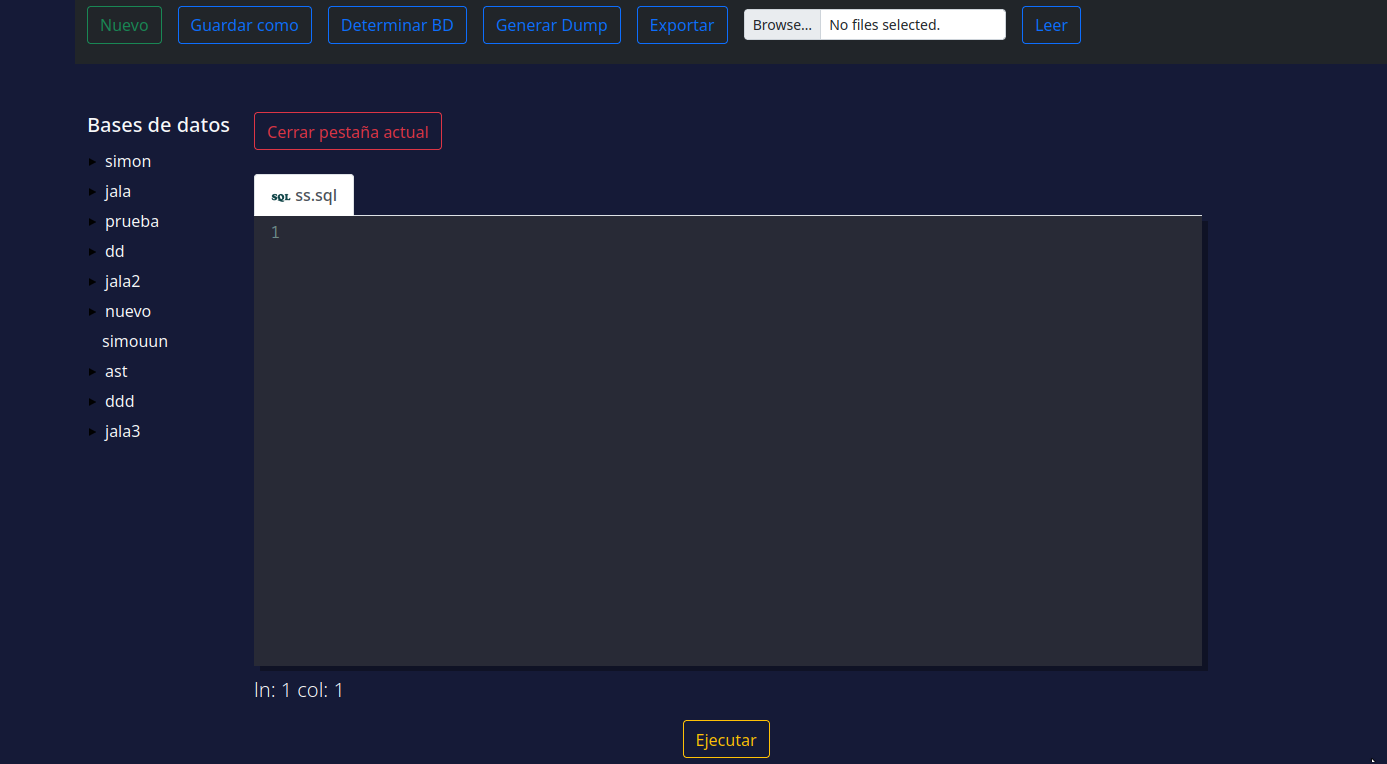 Nuevo Guardar como Determinar BD Generar Dump Exportar Browse... No files selected. Leer
Bases de datos
simon
jala
prueba
dd
jala2
nuevo
simouun
ast
ddd
jala3
Cerrar pestaña actual
SQL ss.sql
1
ln: 1 col: 1
Ejecutar